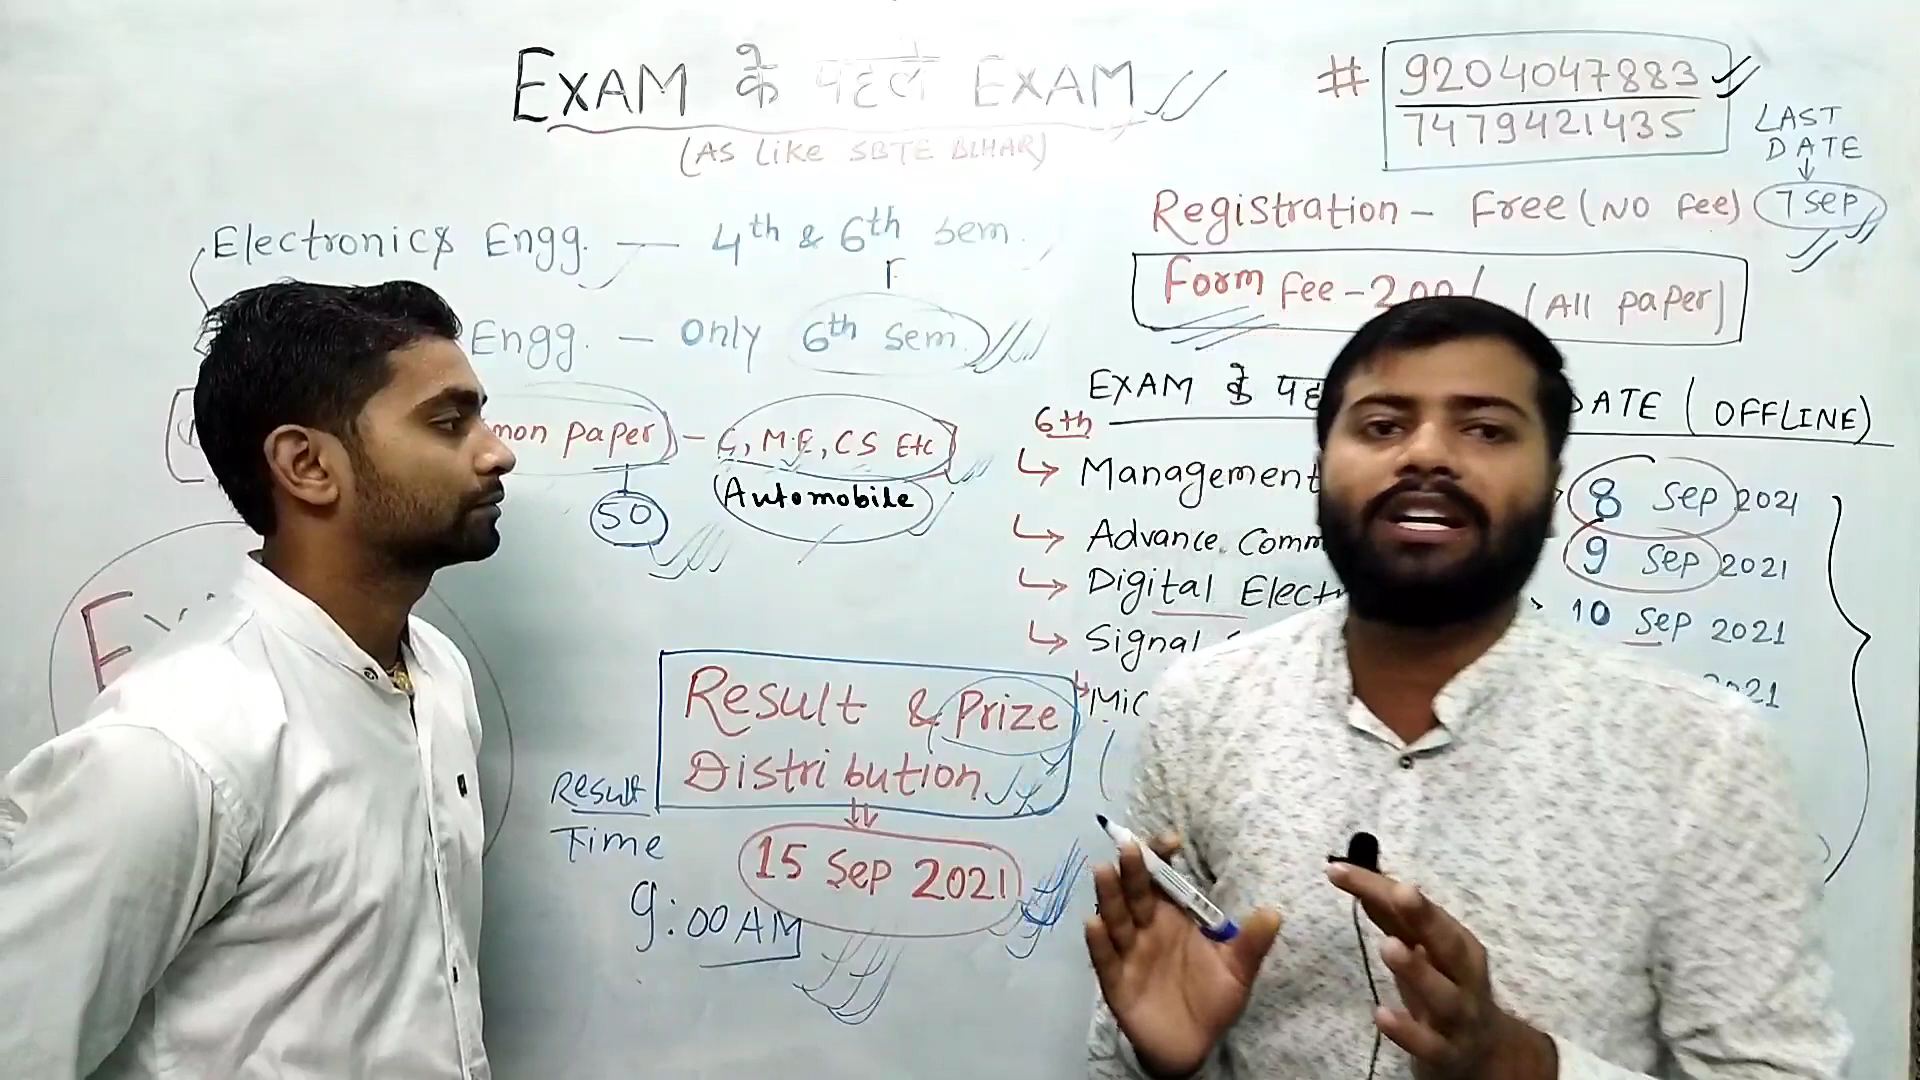 EXAM के पहले EXAM
(AS Like SBTE BIHAR)
# 9204047883
7479421435
LAST
DATE
Registration - Free (NO Fee) 7 Sep
Form Fee - 200/ (All paper)
Electronics Engg. — 4th & 6th Sem.
Engg. — Only 6th Sem.
mon paper) - C, M.E, CS Etc
Automobile
50
EXAM के पह DATE (OFFLINE)
6th
Management 8 Sep 2021
Advance. Comm 9 Sep 2021
Digital Electr 10 Sep 2021
Signal
Mic 2021
Result & Prize
Distribution
15 Sep 2021
Result
Time
9:00 AM